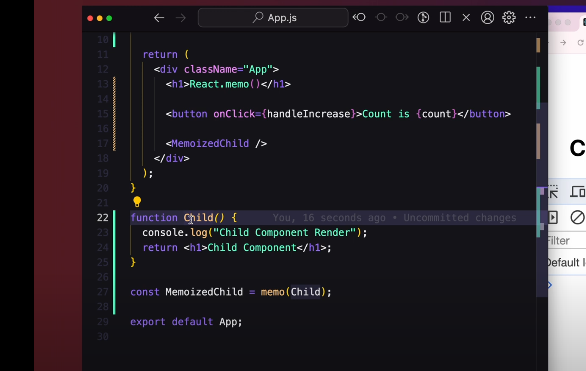 App.js
10
11 return (
12 <div className="App">
13 <h1>React.memo()</h1>
14
15 <button onClick={handleIncrease}>Count is {count}</button>
16
17 <MemoizedChild />
18 </div>
19 );
20 }
21
22 function Child() { You, 16 seconds ago • Uncommitted changes
23 console.log("Child Component Render");
24 return <h1>Child Component</h1>;
25 }
26
27 const MemoizedChild = memo(Child);
28
29 export default App;
30
C
Filter
Default l